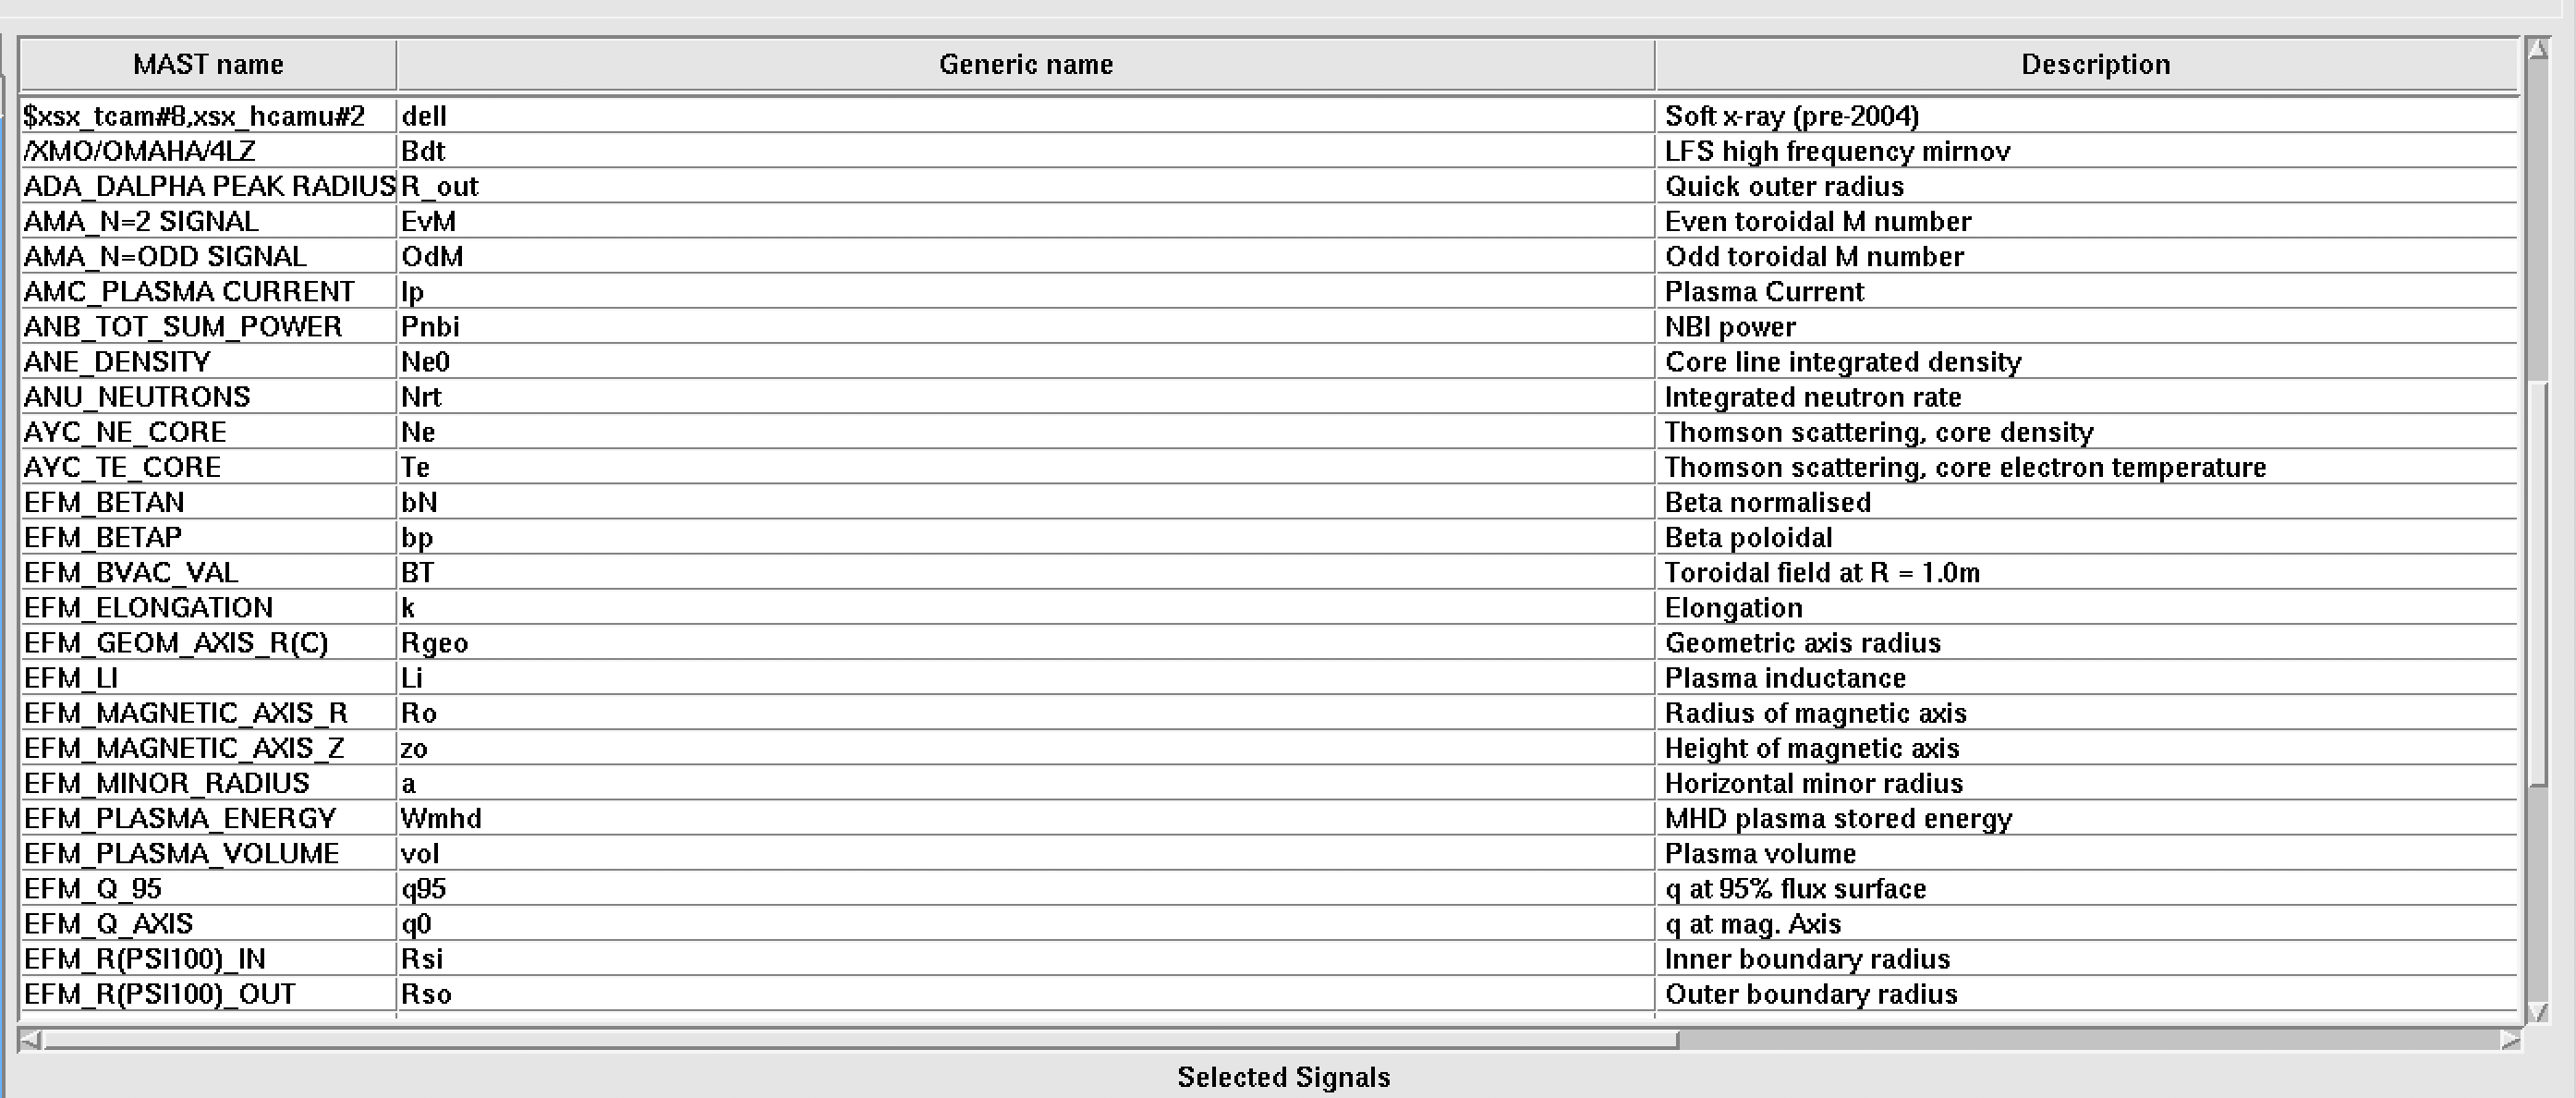 MAST name Generic name Description
$xsx_tcam#8,xsx_hcamu#2 dell Soft x-ray (pre-2004)
/XMO/OMAHA/4LZ Bdt LFS high frequency mirnov
ADA_DALPHA PEAK RADIUS R_out Quick outer radius
AMA_N=2 SIGNAL EvM Even toroidal M number
AMA_N=ODD SIGNAL OdM Odd toroidal M number
AMC_PLASMA CURRENT Ip Plasma Current
ANB_TOT_SUM_POWER Pnbi NBI power
ANE_DENSITY Ne0 Core line integrated density
ANU_NEUTRONS Nrt Integrated neutron rate
AYC_NE_CORE Ne Thomson scattering, core density
AYC_TE_CORE Te Thomson scattering, core electron temperature
EFM_BETAN bN Beta normalised
EFM_BETAP bp Beta poloidal
EFM_BVAC_VAL BT Toroidal field at R = 1.0m
EFM_ELONGATION k Elongation
EFM_GEOM_AXIS_R(C) Rgeo Geometric axis radius
EFM_LI Li Plasma inductance
EFM_MAGNETIC_AXIS_R Ro Radius of magnetic axis
EFM_MAGNETIC_AXIS_Z zo Height of magnetic axis
EFM_MINOR_RADIUS a Horizontal minor radius
EFM_PLASMA_ENERGY Wmhd MHD plasma stored energy
EFM_PLASMA_VOLUME vol Plasma volume
EFM_Q_95 q95 q at 95% flux surface
EFM_Q_AXIS q0 q at mag. Axis
EFM_R(PSI100)_IN Rsi Inner boundary radius
EFM_R(PSI100)_OUT Rso Outer boundary radius
Selected Signals